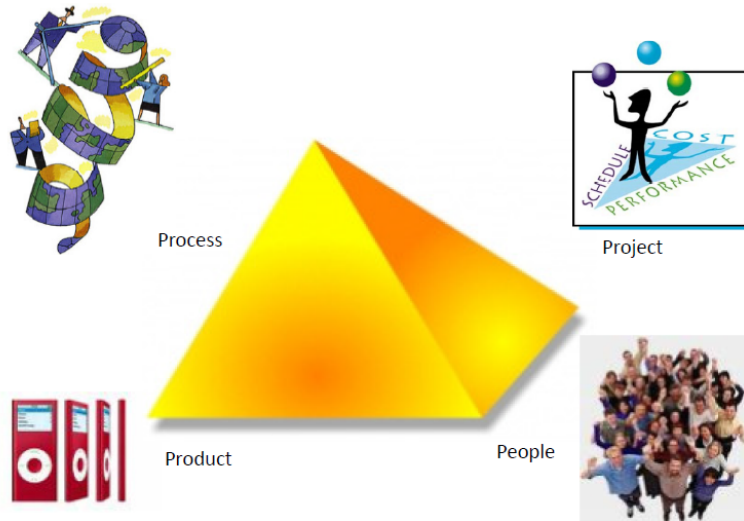 SCHEDULE
COST
PERFORMANCE
Process
Project
Product
People